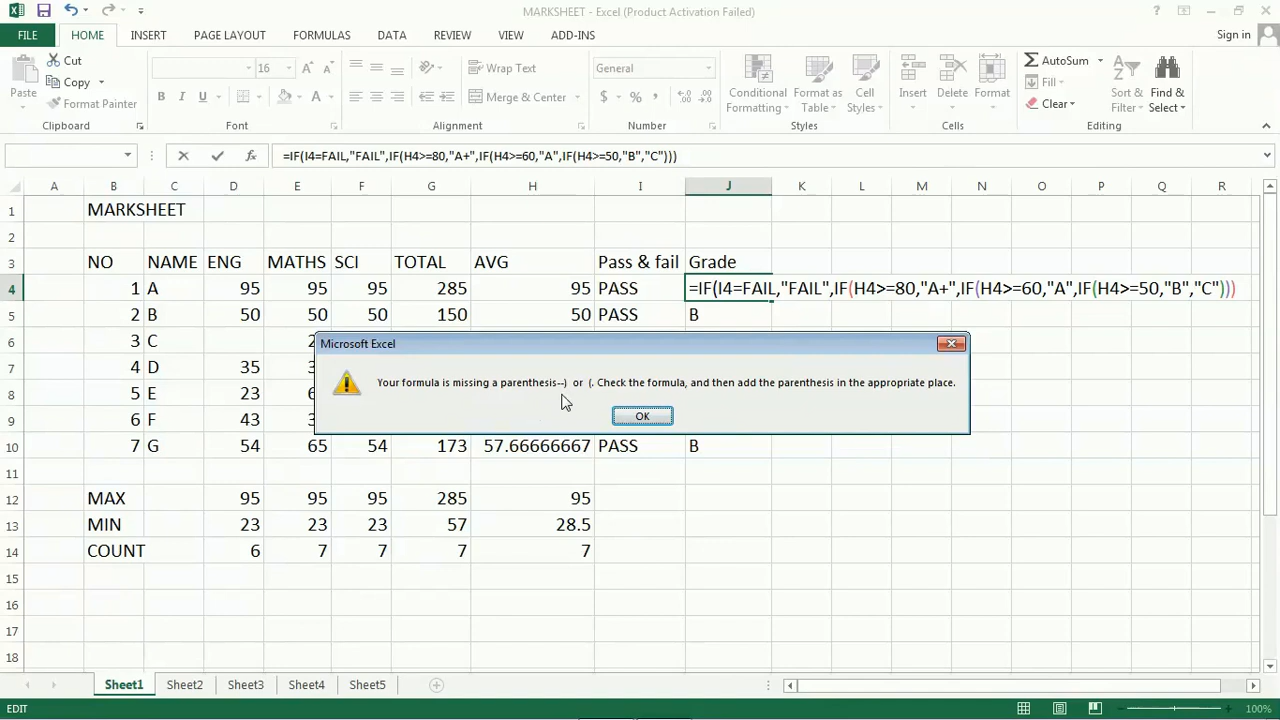 MARKSHEET - Excel (Product Activation Failed)
FILE HOME INSERT PAGE LAYOUT FORMULAS DATA REVIEW VIEW ADD-INS Sign in
Paste Cut Copy Format Painter Clipboard
16 B I U Font
Wrap Text Merge & Center Alignment
General $ % , Number
Conditional Formatting Format as Table Cell Styles Styles
Insert Delete Format Cells
AutoSum Fill Clear Sort & Filter Find & Select Editing
fx =IF(I4=FAIL,"FAIL",IF(H4>=80,"A+",IF(H4>=60,"A",IF(H4>=50,"B","C")))
A B C D E F G H I J K L M N O P Q R
1 MARKSHEET
2
3 NO NAME ENG MATHS SCI TOTAL AVG Pass & fail Grade
4 1 A 95 95 95 285 95 PASS =IF(I4=FAIL,"FAIL",IF(H4>=80,"A+",IF(H4>=60,"A",IF(H4>=50,"B","C")))
5 2 B 50 50 50 150 50 PASS B
6 3 C 2
7 4 D 35 3
8 5 E 23 6
9 6 F 43 3
10 7 G 54 65 54 173 57.66666667 PASS B
11
12 MAX 95 95 95 285 95
13 MIN 23 23 23 57 28.5
14 COUNT 6 7 7 7 7
15
16
17
18
Microsoft Excel
Your formula is missing a parenthesis--) or (. Check the formula, and then add the parenthesis in the appropriate place.
OK
Sheet1 Sheet2 Sheet3 Sheet4 Sheet5
EDIT 100%